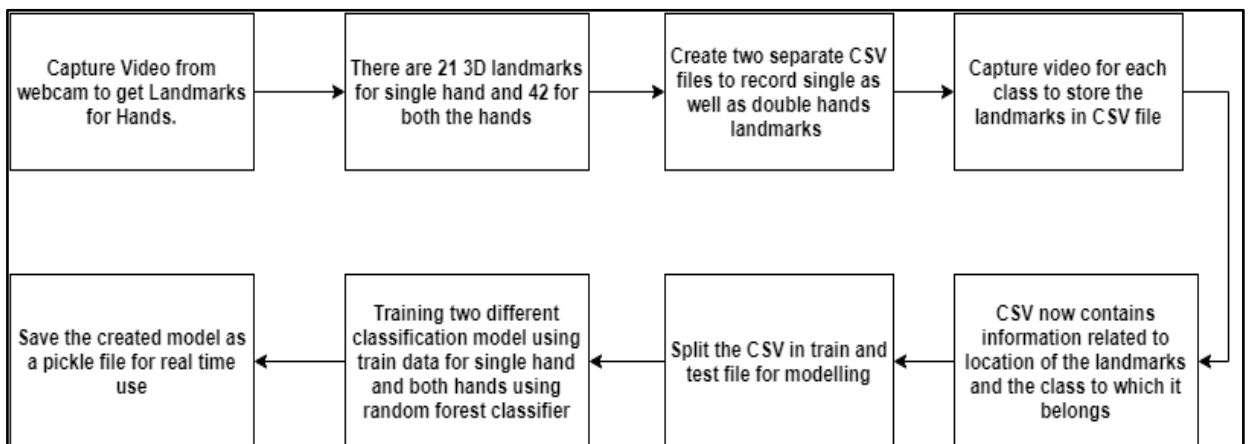 Capture Video from
webcam to get Landmarks
for Hands.
There are 21 3D landmarks
for single hand and 42 for
both the hands
Create two separate CSV
files to record single as
well as double hands
landmarks
Capture video for each
class to store the
landmarks in CSV file
CSV now contains
information related to
location of the landmarks
and the class to which it
belongs
Split the CSV in train and
test file for modelling
Training two different
classification model using
train data for single hand
and both hands using
random forest classifier
Save the created model as
a pickle file for real time
use